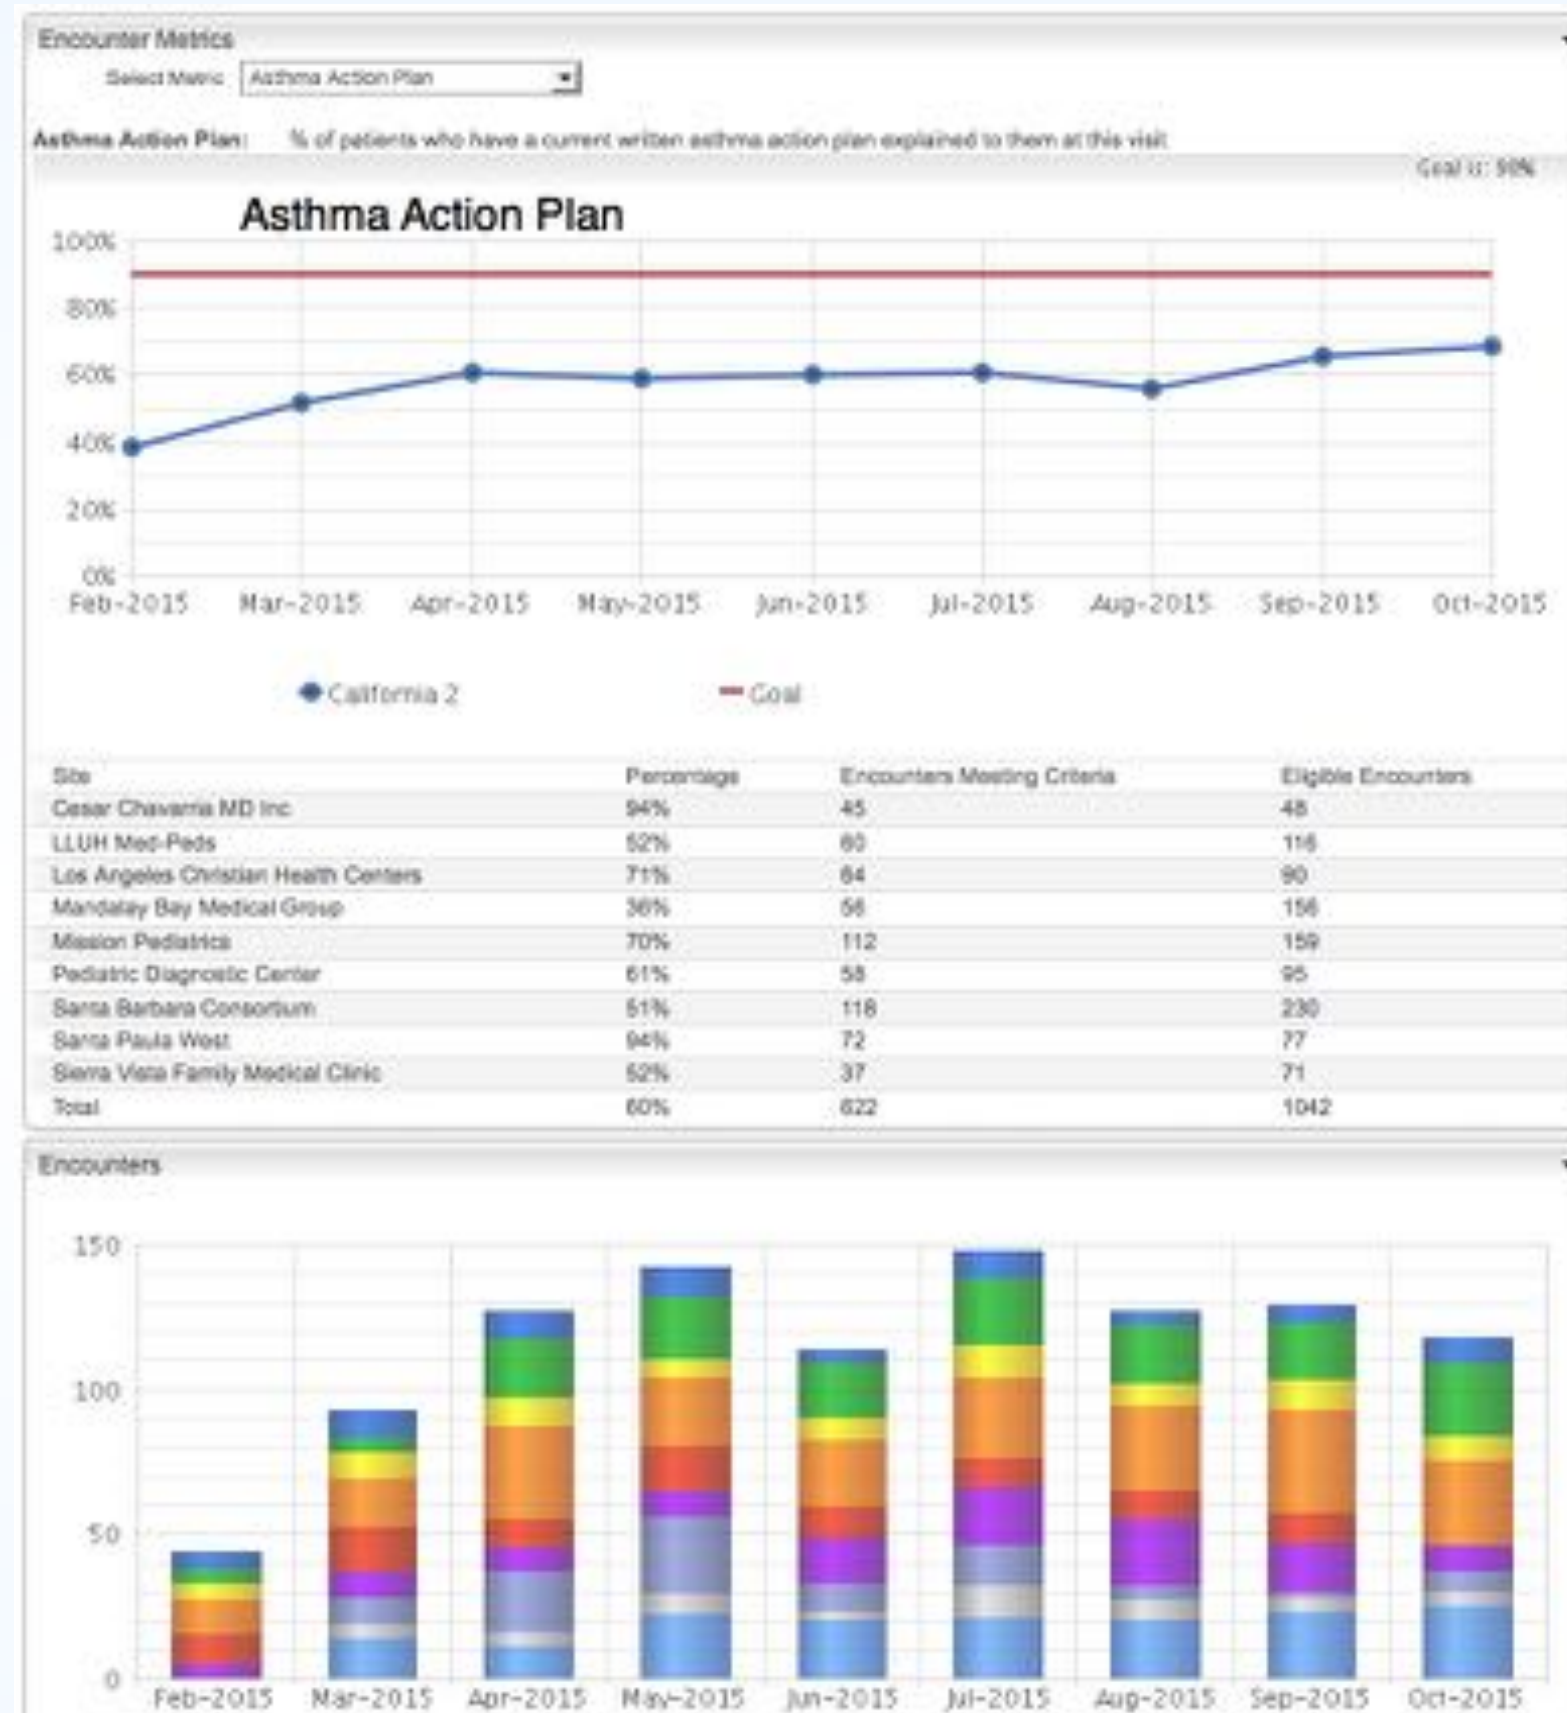 Encounter Metrics
Select Metric Asthma Action Plan
Asthma Action Plan: % of patients who have a current written asthma action plan explained to them at this visit
Goal is: 90%
Asthma Action Plan
100%
80%
60%
40%
20%
0%
Feb-2015 Mar-2015 Apr-2015 May-2015 Jun-2015 Jul-2015 Aug-2015 Sep-2015 Oct-2015
California 2 Goal
Site Percentage Encounters Meeting Criteria Eligible Encounters
Cesar Chavarria MD Inc 94% 45 48
LLUH Med-Peds 52% 60 116
Los Angeles Christian Health Centers 71% 64 90
Mandalay Bay Medical Group 36% 56 156
Mission Pediatrics 70% 112 159
Pediatric Diagnostic Center 61% 58 95
Santa Barbara Consortium 51% 118 230
Santa Paula West 94% 72 77
Sierra Vista Family Medical Clinic 52% 37 71
Total 60% 622 1042
Encounters
150
100
50
0
Feb-2015 Mar-2015 Apr-2015 May-2015 Jun-2015 Jul-2015 Aug-2015 Sep-2015 Oct-2015